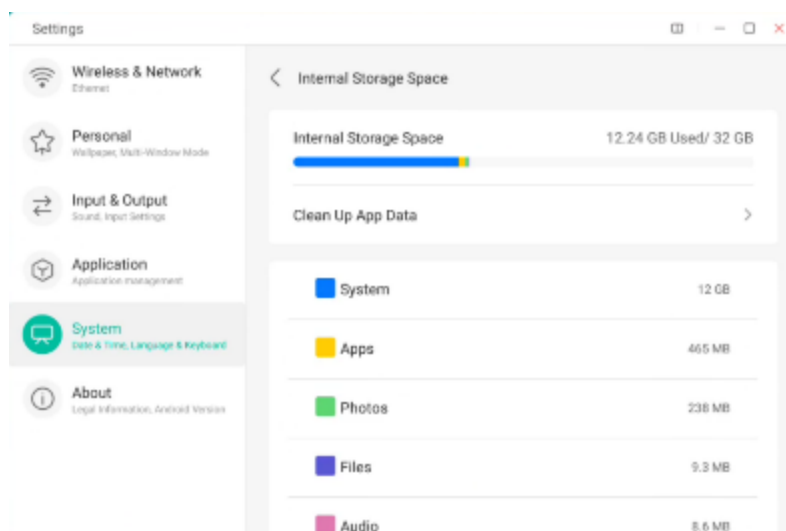 Settings
Wireless & Network
Ethernet
Personal
Wallpaper, Multi-Window Mode
Input & Output
Sound, Input Settings
Application
Application management
System
Date & Time, Language & Keyboard
About
Legal Information, Android Version
Internal Storage Space
Internal Storage Space 12.24 GB Used/ 32 GB
Clean Up App Data
System 12 GB
Apps 465 MB
Photos 238 MB
Files 9.3 MB
Audio 8.6 MB